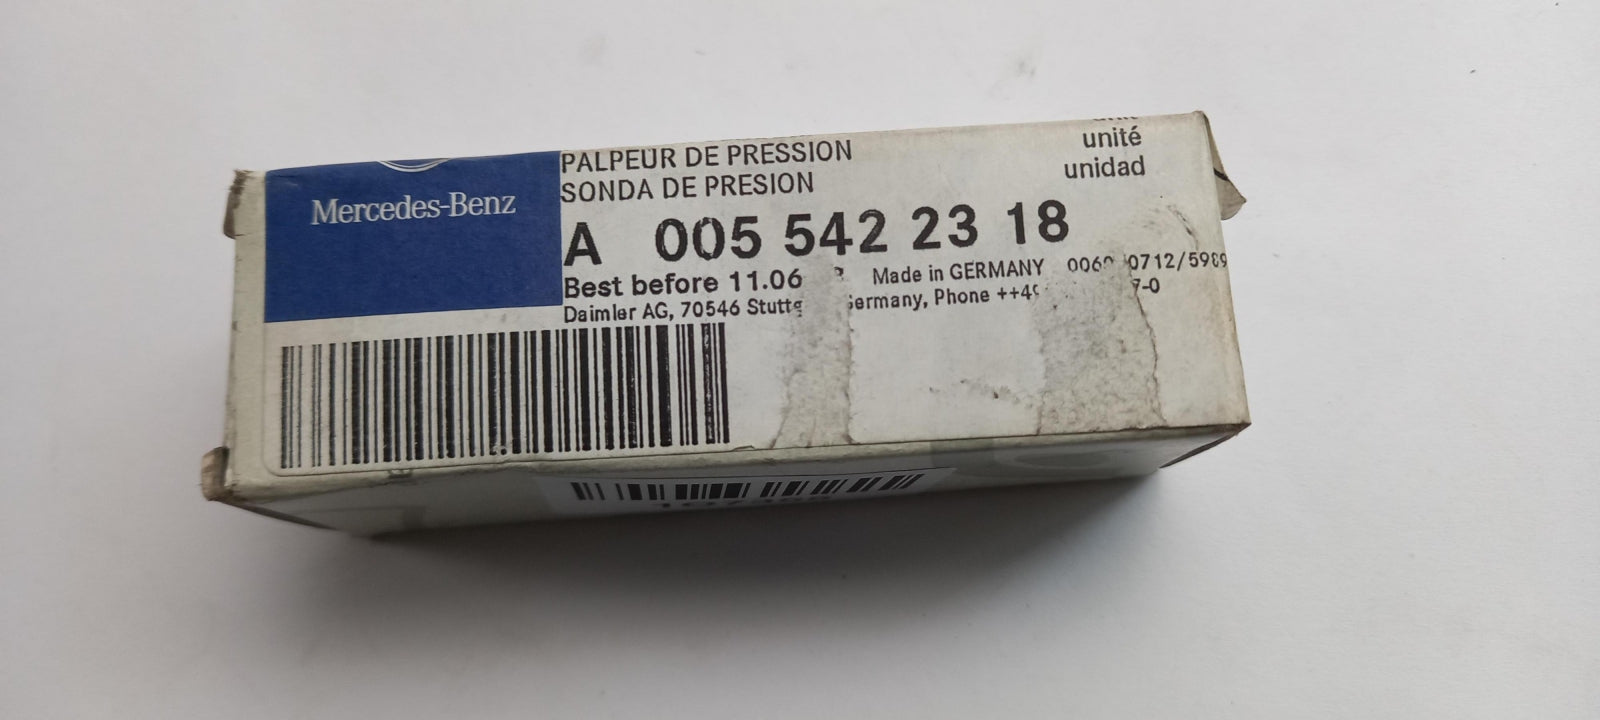 Mercedes-Benz
PALPEUR DE PRESSION
SONDA DE PRESION
unité
unidad
A 005 542 23 18
Best before 11.06
Made in GERMANY
Daimler AG, 70546
Phone